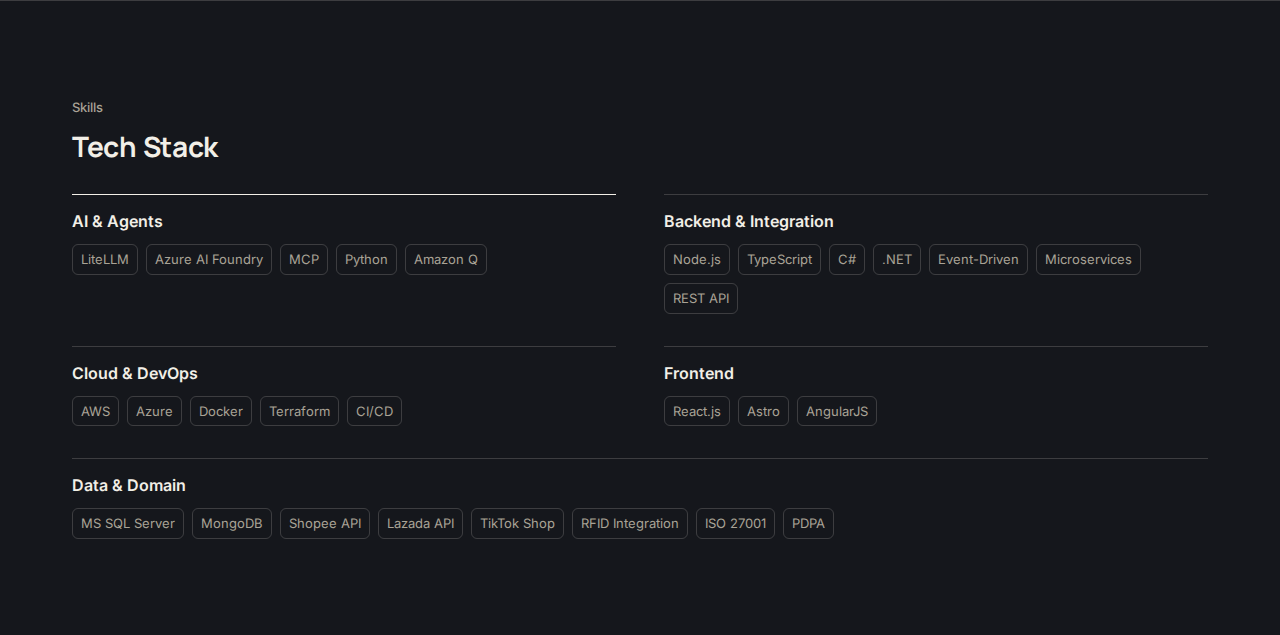 Skills
Tech Stack
AI & Agents
LiteLLM Azure AI Foundry MCP Python Amazon Q
Backend & Integration
Node.js TypeScript C# .NET Event-Driven Microservices
REST API
Cloud & DevOps
AWS Azure Docker Terraform CI/CD
Frontend
React.js Astro AngularJS
Data & Domain
MS SQL Server MongoDB Shopee API Lazada API TikTok Shop RFID Integration ISO 27001 PDPA